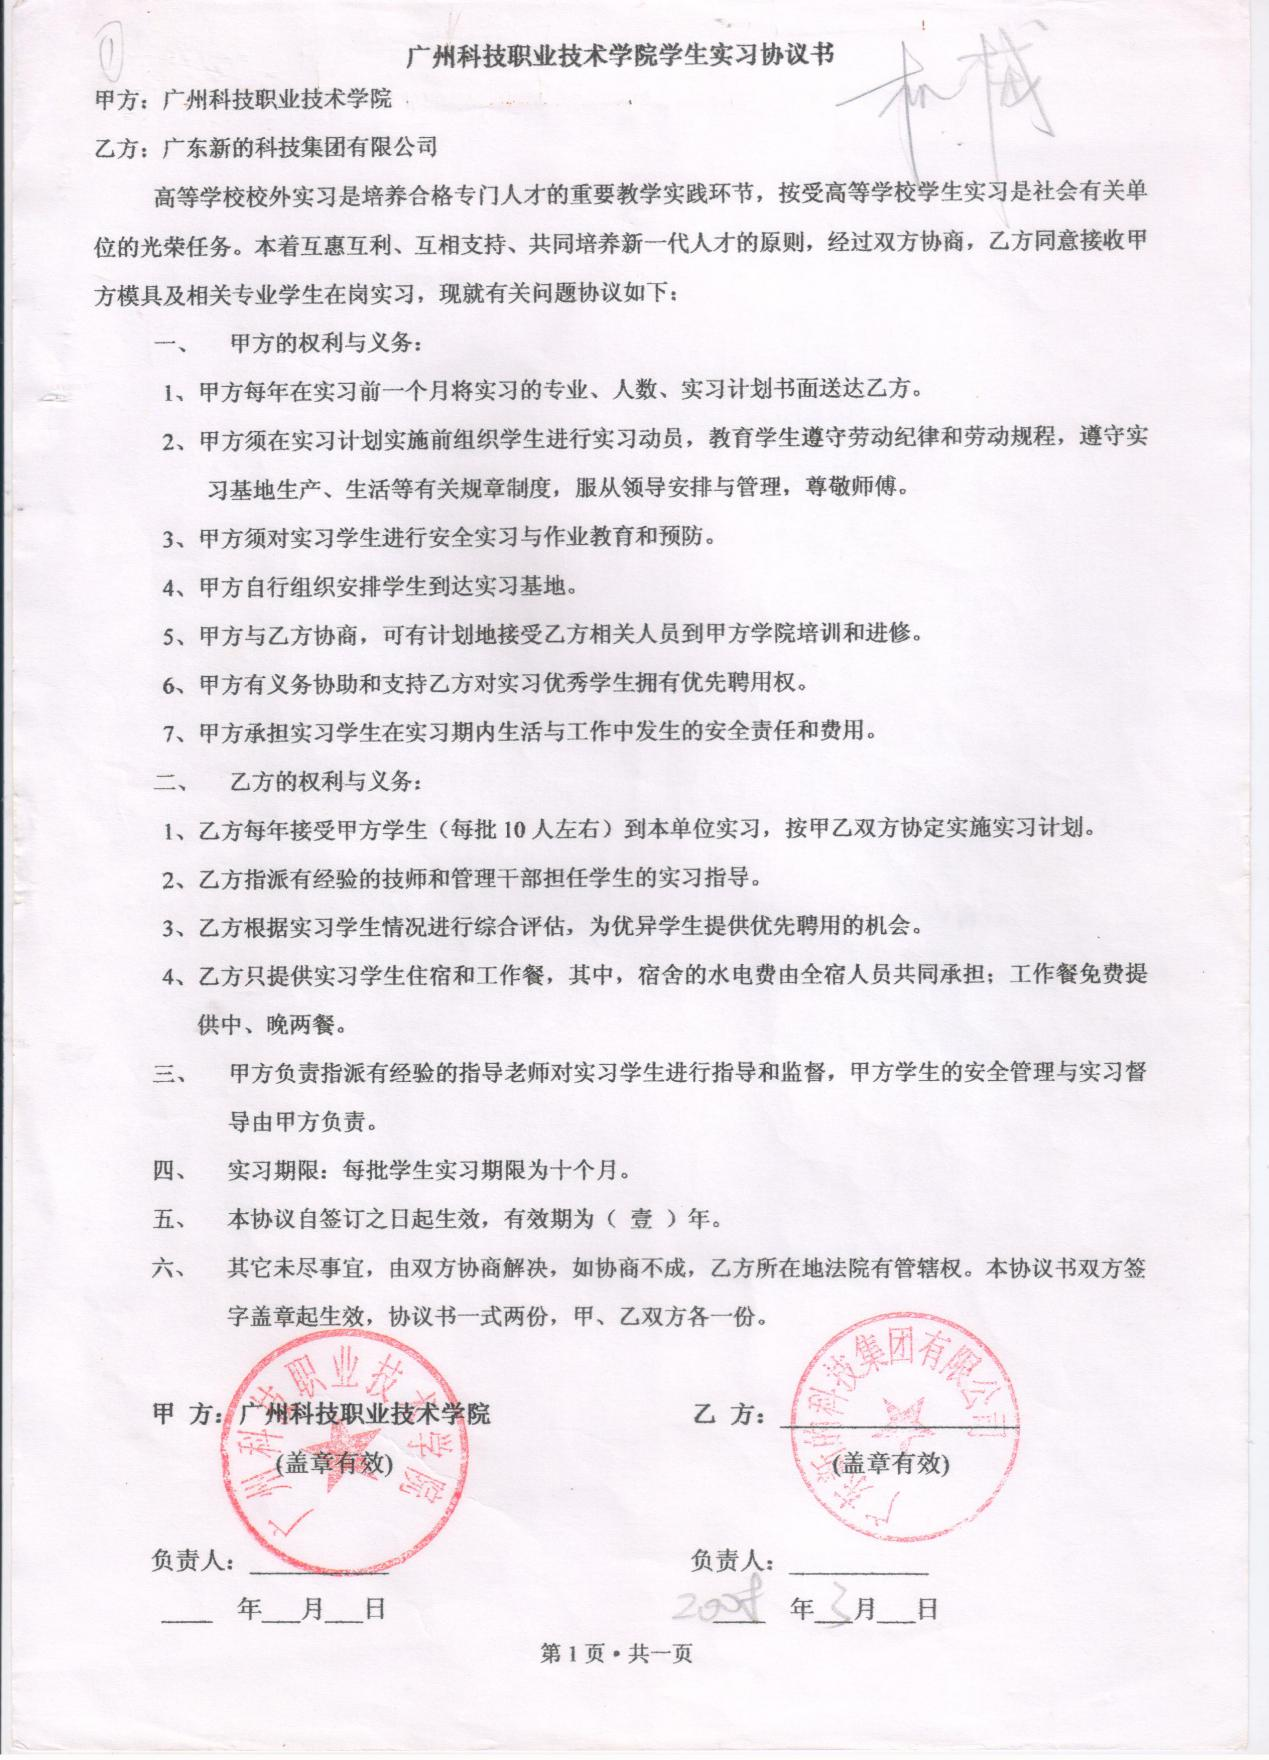 ①
广州科技职业技术学院学生实习协议书
机械
甲方：广州科技职业技术学院
乙方：广东新的科技集团有限公司
高等学校校外实习是培养合格专门人才的重要教学实践环节，按受高等学校学生实习是社会有关单
位的光荣任务。本着互惠互利、互相支持、共同培养新一代人才的原则，经过双方协商，乙方同意接收甲
方模具及相关专业学生在岗实习，现就有关问题协议如下：
一、 甲方的权利与义务：
1、甲方每年在实习前一个月将实习的专业、人数、实习计划书面送达乙方。
2、甲方须在实习计划实施前组织学生进行实习动员，教育学生遵守劳动纪律和劳动规程，遵守实
习基地生产、生活等有关规章制度，服从领导安排与管理，尊敬师傅。
3、甲方须对实习学生进行安全实习与作业教育和预防。
4、甲方自行组织安排学生到达实习基地。
5、甲方与乙方协商，可有计划地接受乙方相关人员到甲方学院培训和进修。
6、甲方有义务协助和支持乙方对实习优秀学生拥有优先聘用权。
7、甲方承担实习学生在实习期内生活与工作中发生的安全责任和费用。
二、 乙方的权利与义务：
1、乙方每年接受甲方学生（每批10人左右）到本单位实习，按甲乙双方协定实施实习计划。
2、乙方指派有经验的技师和管理干部担任学生的实习指导。
3、乙方根据实习学生情况进行综合评估，为优异学生提供优先聘用的机会。
4、乙方只提供实习学生住宿和工作餐，其中，宿舍的水电费由全宿人员共同承担；工作餐免费提
供中、晚两餐。
三、 甲方负责指派有经验的指导老师对实习学生进行指导和监督，甲方学生的安全管理与实习督
导由甲方负责。
四、 实习期限：每批学生实习期限为十个月。
五、 本协议自签订之日起生效，有效期为（ 壹 ）年。
六、 其它未尽事宜，由双方协商解决，如协商不成，乙方所在地法院有管辖权。本协议书双方签
字盖章起生效，协议书一式两份，甲、乙双方各一份。
广州科技职业技术学院
广东新的科技集团有限公司
甲 方：广州科技职业技术学院 乙 方：
(盖章有效) (盖章有效)
负责人：________ 负责人：________
____ 年___月___日 2008 年 3 月___日
第 1 页·共一页